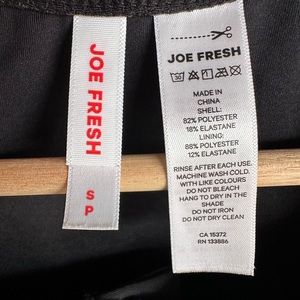 JOE FRESH
S P
JOE FRESH
MADE IN
CHINA
SHELL:
82% POLYESTER
18% ELASTANE
LINING:
88% POLYESTER
12% ELASTANE
RINSE AFTER EACH USE.
MACHINE WASH COLD.
WITH LIKE COLOURS
DO NOT BLEACH
HANG TO DRY IN THE
SHADE
DO NOT IRON
DO NOT DRY CLEAN
CA 15372
RN 133886